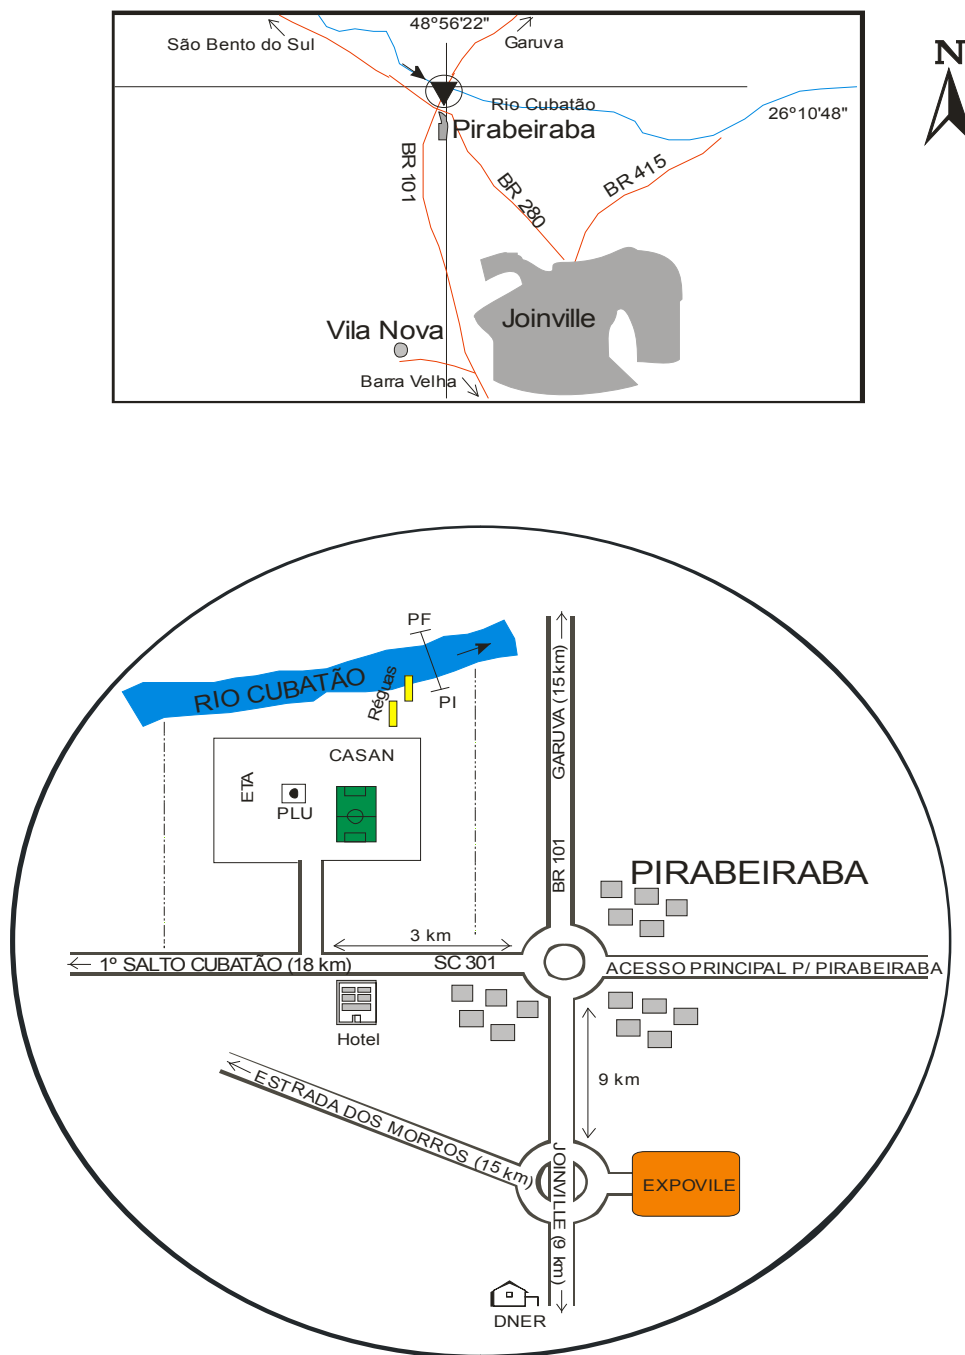 48°56'22"
São Bento do Sul
Garuva
N
Rio Cubatão
26°10'48"
Pirabeiraba
BR 101
BR 280
BR 415
Joinville
Vila Nova
Barra Velha
PF
RIO CUBATÃO
Réguas
PI
GARUVA (15 km)
CASAN
ETA
PLU
BR 101
PIRABEIRABA
3 km
1º SALTO CUBATÃO (18 km)
SC 301
ACESSO PRINCIPAL P/ PIRABEIRABA
Hotel
9 km
ESTRADA DOS MORROS (15 km)
JOINVILLE (9 km)
EXPOVILE
DNER